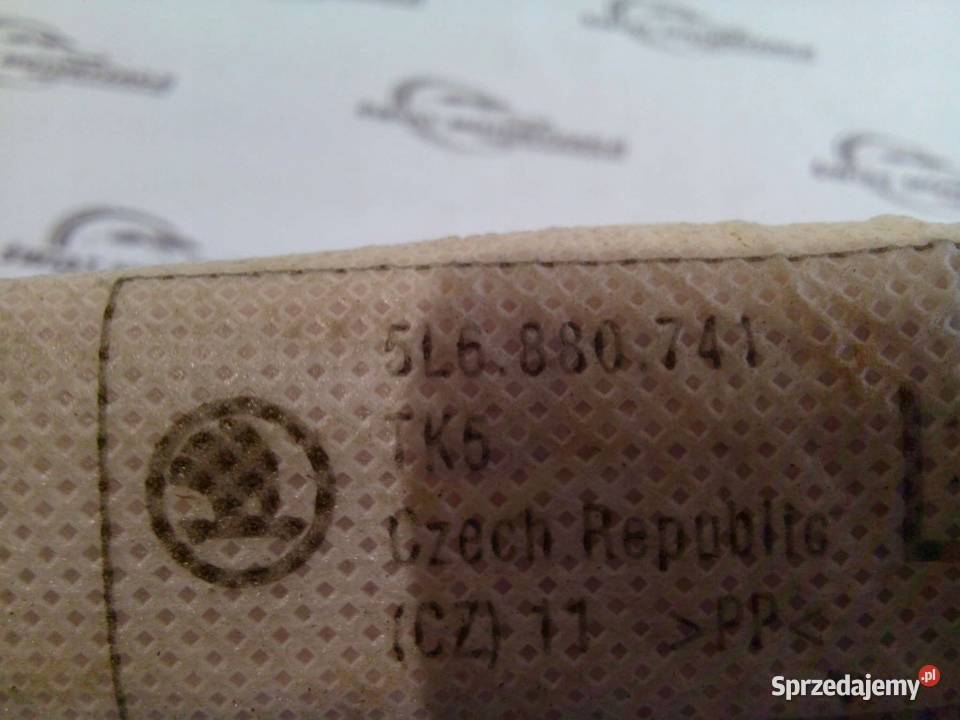 5L6.880.741
TK5
Czech Republic
L
(CZ) 11 >PP<
Sprzedajemy.pl